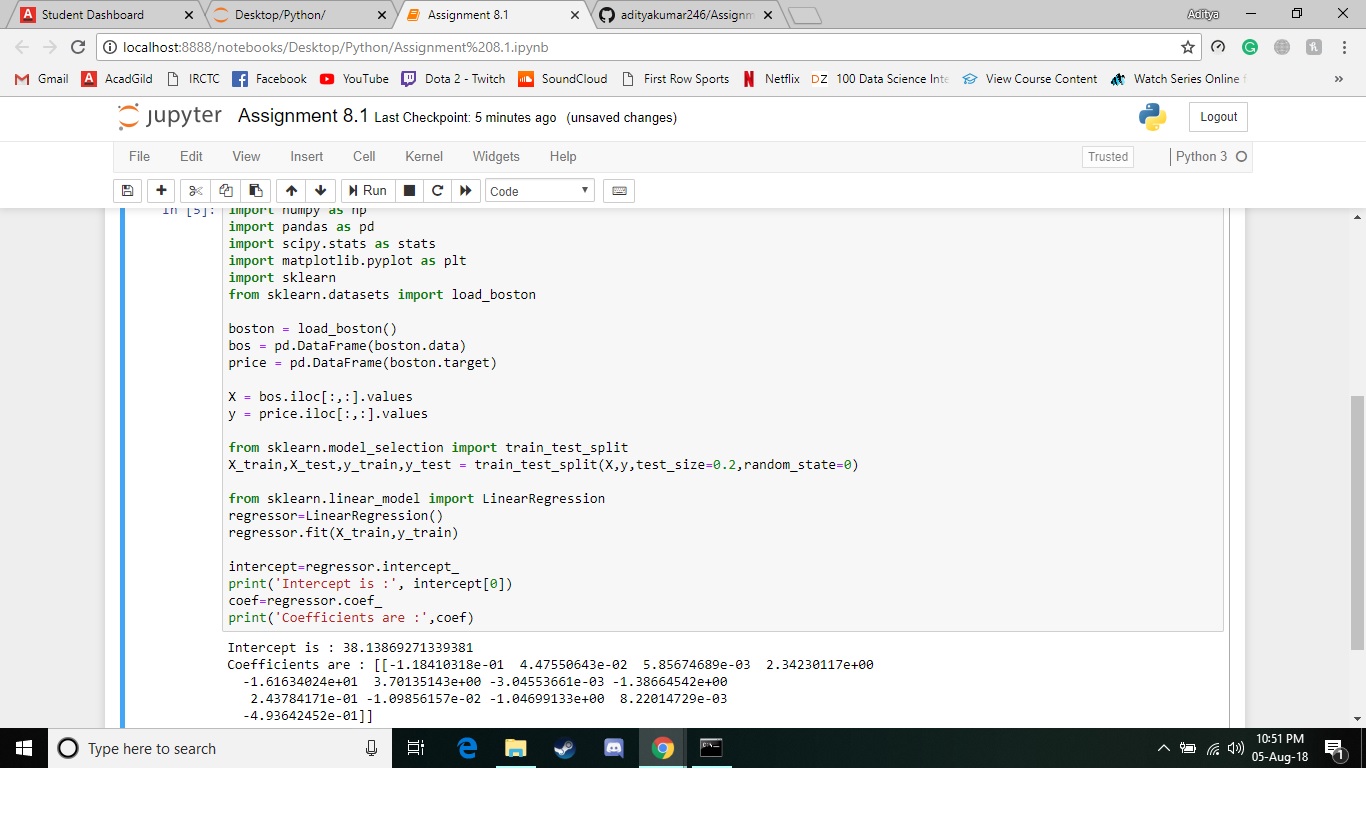 Student Dashboard
Desktop/Python/
Assignment 8.1
adityakumar246/Assignm
Aditya
localhost:8888/notebooks/Desktop/Python/Assignment%208.1.ipynb
Gmail AcadGild IRCTC Facebook YouTube Dota 2 - Twitch SoundCloud First Row Sports Netflix DZ 100 Data Science Inte View Course Content Watch Series Online f »
jupyter Assignment 8.1 Last Checkpoint: 5 minutes ago (unsaved changes)
Logout
File Edit View Insert Cell Kernel Widgets Help Trusted Python 3
Run Code
In [5]: import numpy as np
import pandas as pd
import scipy.stats as stats
import matplotlib.pyplot as plt
import sklearn
from sklearn.datasets import load_boston
boston = load_boston()
bos = pd.DataFrame(boston.data)
price = pd.DataFrame(boston.target)
X = bos.iloc[:,:].values
y = price.iloc[:,:].values
from sklearn.model_selection import train_test_split
X_train,X_test,y_train,y_test = train_test_split(X,y,test_size=0.2,random_state=0)
from sklearn.linear_model import LinearRegression
regressor=LinearRegression()
regressor.fit(X_train,y_train)
intercept=regressor.intercept_
print('Intercept is :', intercept[0])
coef=regressor.coef_
print('Coefficients are :',coef)
Intercept is : 38.13869271339381
Coefficients are : [[-1.18410318e-01 4.47550643e-02 5.85674689e-03 2.34230117e+00
-1.61634024e+01 3.70135143e+00 -3.04553661e-03 -1.38664542e+00
2.43784171e-01 -1.09856157e-02 -1.04699133e+00 8.22014729e-03
-4.93642452e-01]]
Type here to search
10:51 PM
05-Aug-18
1